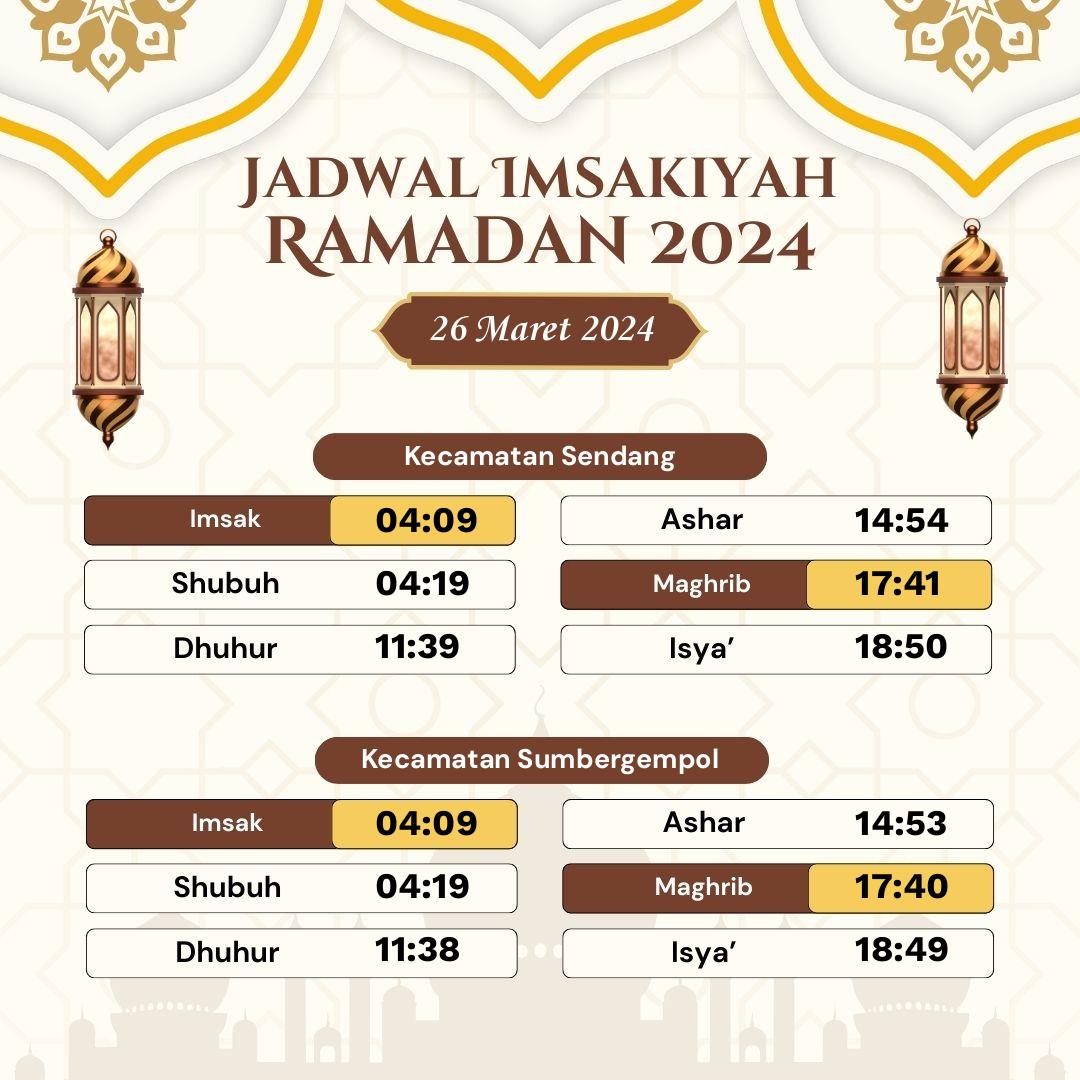 Jadwal Imsakiyah
Ramadan 2024
26 Maret 2024
Kecamatan Sendang
Imsak 04:09
Ashar 14:54
Shubuh 04:19
Maghrib 17:41
Dhuhur 11:39
Isya’ 18:50
Kecamatan Sumbergempol
Imsak 04:09
Ashar 14:53
Shubuh 04:19
Maghrib 17:40
Dhuhur 11:38
Isya’ 18:49